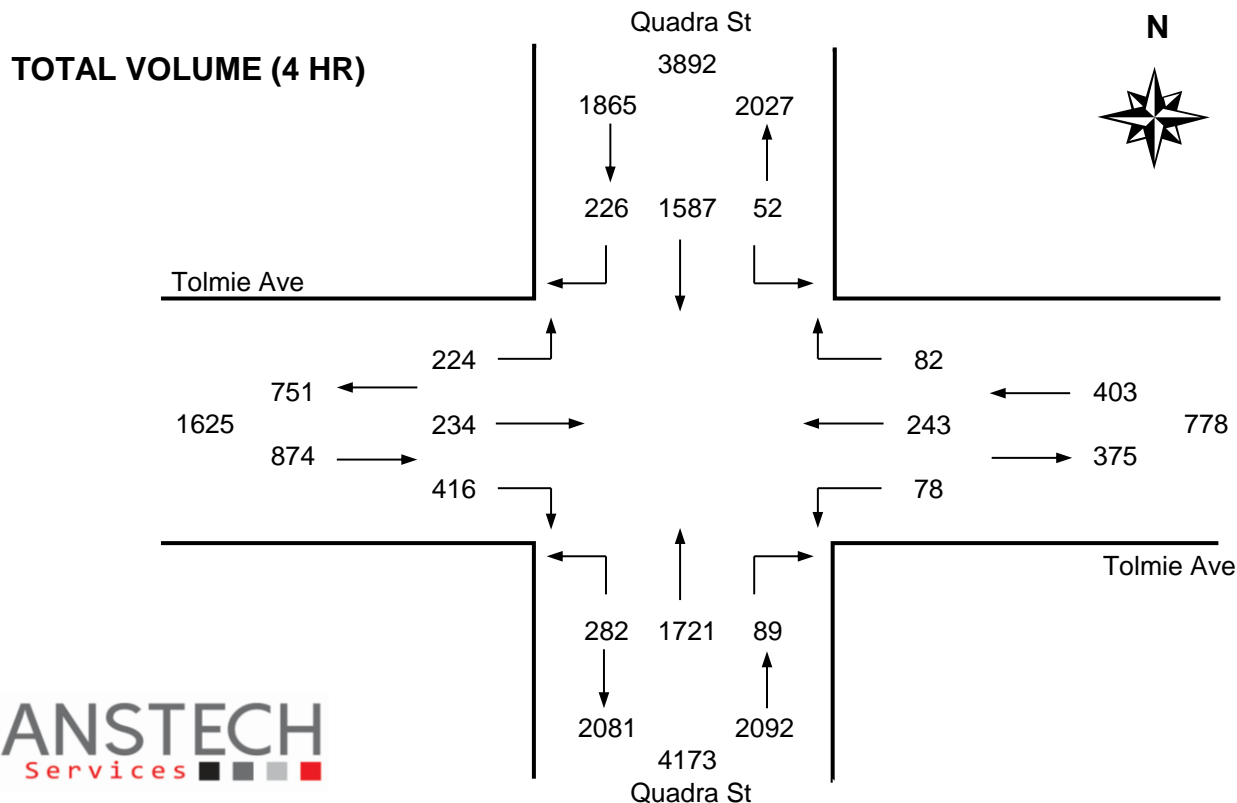 Quadra St
N
TOTAL VOLUME (4 HR)
3892
1865 2027
226 1587 52
Tolmie Ave
224 82
751 403
1625 234 243 778
874 375
416 78
Tolmie Ave
282 1721 89
2081 2092
4173
Quadra St
ANSTECH
Services